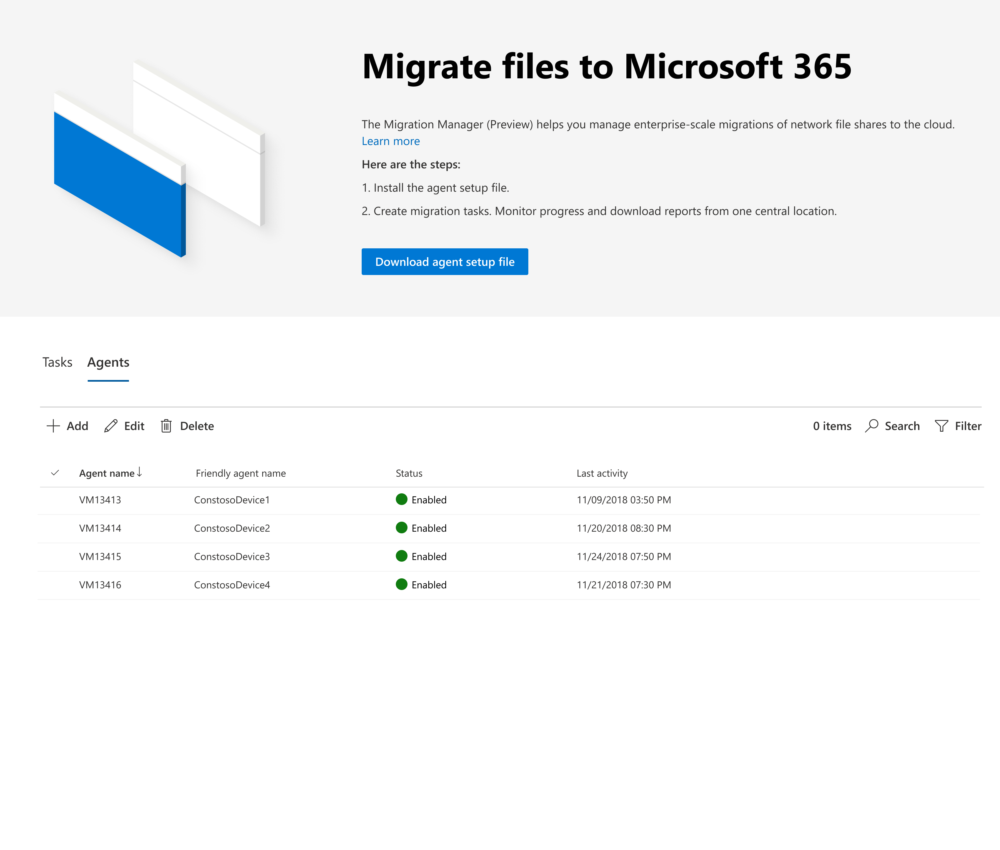 Migrate files to Microsoft 365
The Migration Manager (Preview) helps you manage enterprise-scale migrations of network file shares to the cloud.
Learn more
Here are the steps:
1. Install the agent setup file.
2. Create migration tasks. Monitor progress and download reports from one central location.
Download agent setup file
Tasks Agents
Add Edit Delete 0 items Search Filter
Agent name Friendly agent name Status Last activity
VM13413 ConstosoDevice1 Enabled 11/09/2018 03:50 PM
VM13414 ConstosoDevice2 Enabled 11/20/2018 08:30 PM
VM13415 ConstosoDevice3 Enabled 11/24/2018 07:50 PM
VM13416 ConstosoDevice4 Enabled 11/21/2018 07:30 PM